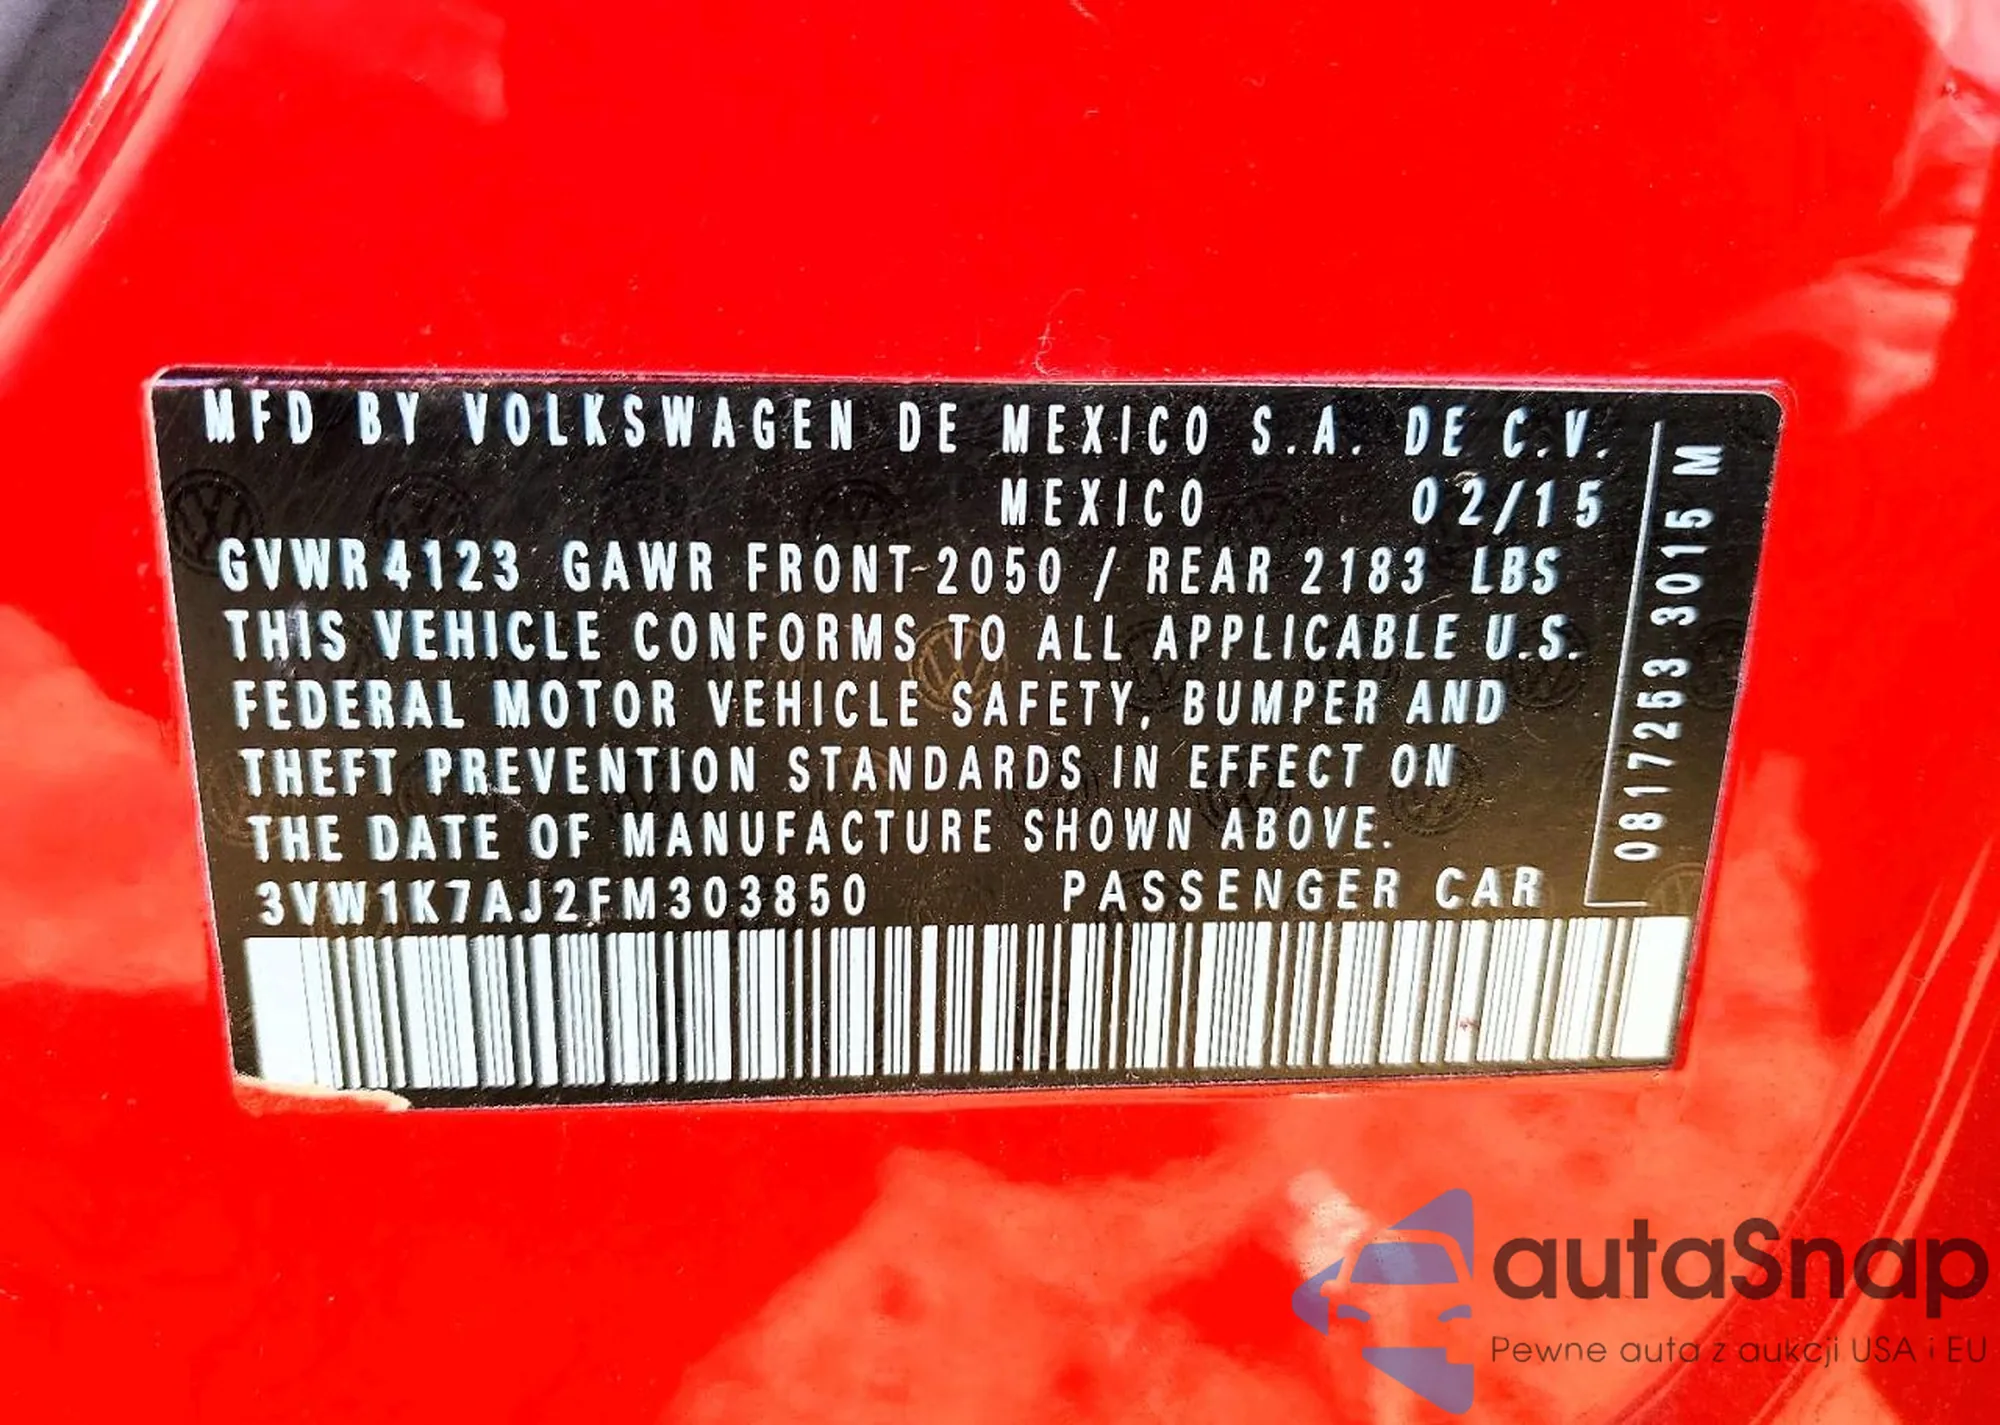 MFD BY VOLKSWAGEN DE MEXICO S.A. DE C.V.
MEXICO 02/15
GVWR 4123 GAWR FRONT 2050 / REAR 2183 LBS
THIS VEHICLE CONFORMS TO ALL APPLICABLE U.S.
FEDERAL MOTOR VEHICLE SAFETY, BUMPER AND
THEFT PREVENTION STANDARDS IN EFFECT ON
THE DATE OF MANUFACTURE SHOWN ABOVE.
3VW1K7AJ2FM303850 PASSENGER CAR
0817253 3015 M
autaSnap
Pewne auta z aukcji USA i EU